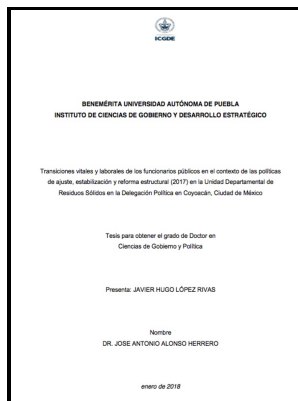 ICGDE
BENEMÉRITA UNIVERSIDAD AUTÓNOMA DE PUEBLA
INSTITUTO DE CIENCIAS DE GOBIERNO Y DESARROLLO ESTRATÉGICO
Transiciones vitales y laborales de los funcionarios públicos en el contexto de las políticas
de ajuste, estabilización y reforma estructural (2017) en la Unidad Departamental de
Residuos Sólidos en la Delegación Política en Coyoacán, Ciudad de México
Tesis para obtener el grado de Doctor en
Ciencias de Gobierno y Política
Presenta: JAVIER HUGO LÓPEZ RIVAS
Nombre
DR. JOSE ANTONIO ALONSO HERRERO
enero de 2018